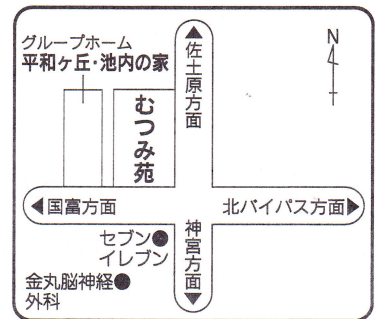 グループホーム
平和ヶ丘・池内の家
むつみ苑
▲佐土原方面
N
◀国富方面
北バイパス方面▶
神宮方面▼
セブン●
イレブン
金丸脳神経●
外科